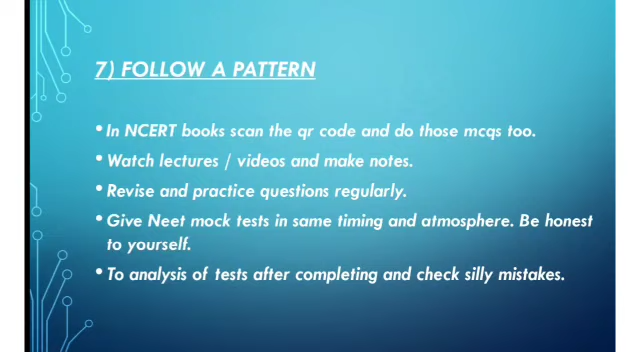 7) FOLLOW A PATTERN
• In NCERT books scan the qr code and do those mcqs too.
• Watch lectures / videos and make notes.
• Revise and practice questions regularly.
• Give Neet mock tests in same timing and atmosphere. Be honest
to yourself.
• To analysis of tests after completing and check silly mistakes.